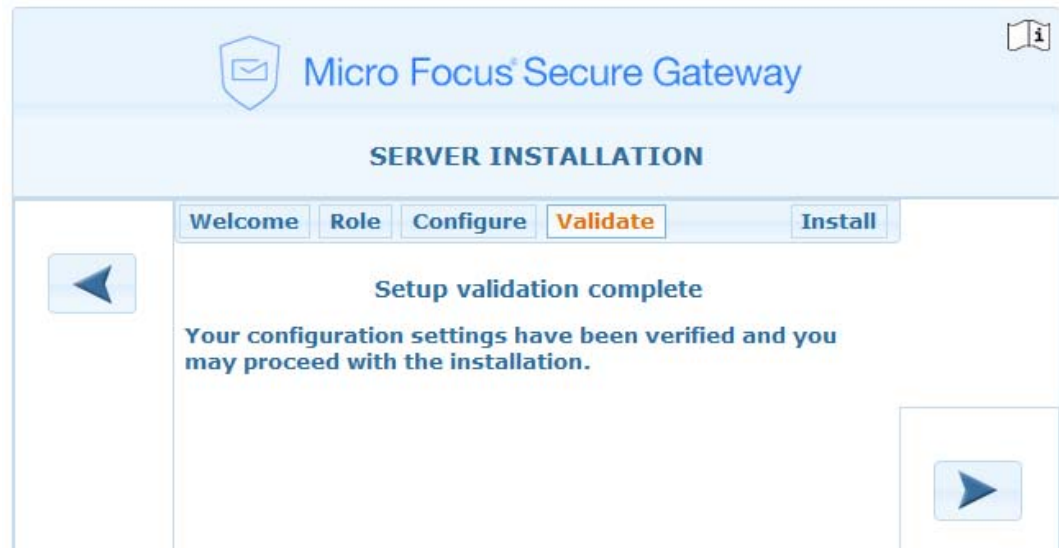 i
Micro Focus® Secure Gateway
SERVER INSTALLATION
Welcome Role Configure Validate Install
Setup validation complete
Your configuration settings have been verified and you
may proceed with the installation.